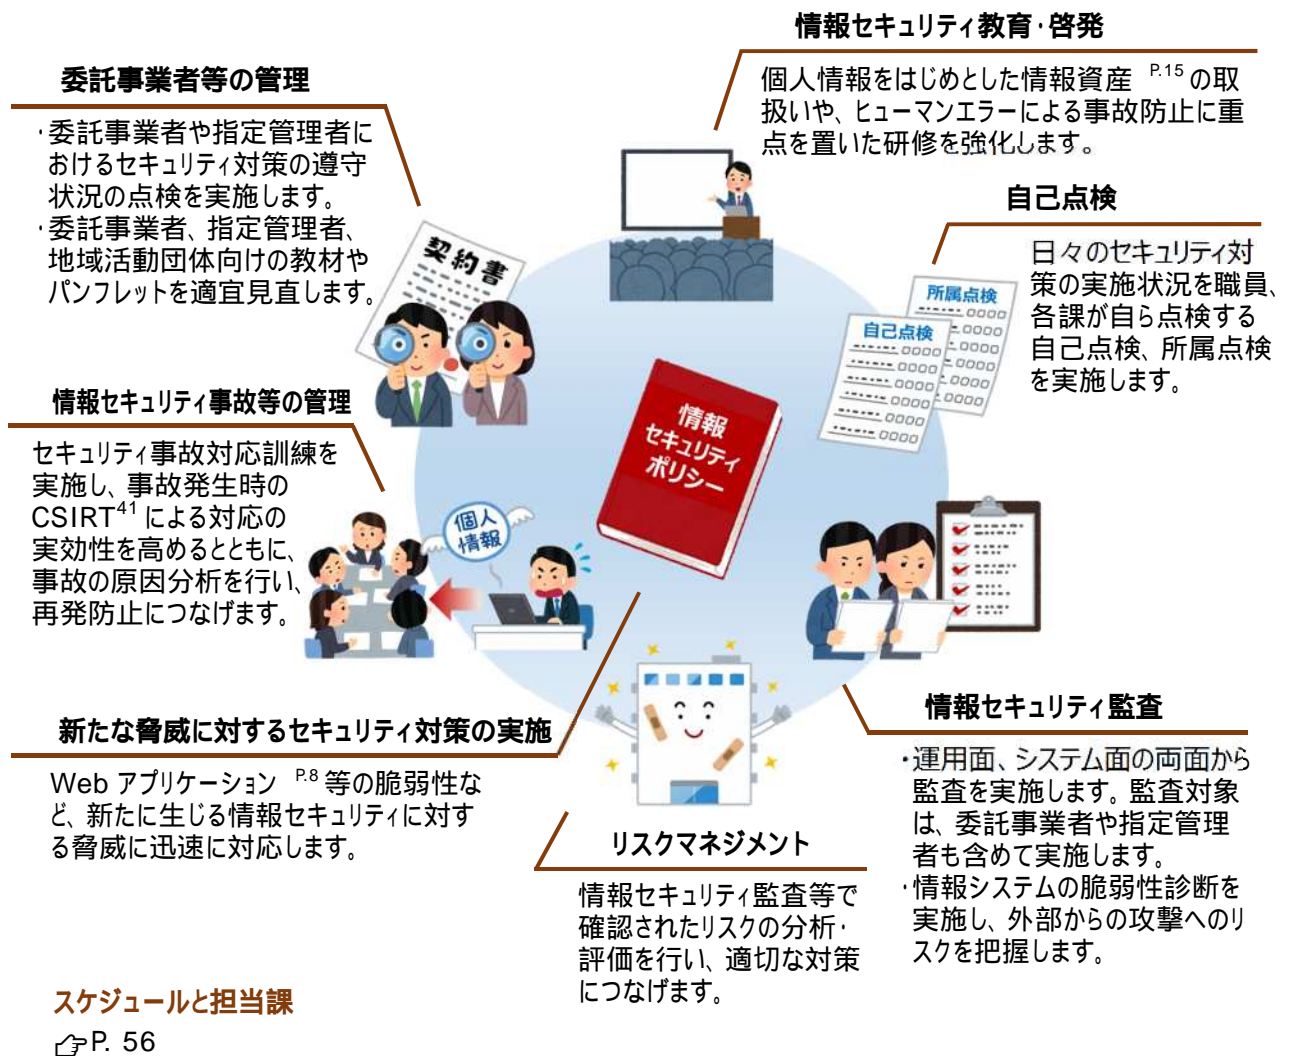 情報セキュリティ教育・啓発
個人情報をはじめとした情報資産 P.15 の取
扱いや、ヒューマンエラーによる事故防止に重
点を置いた研修を強化します。
委託事業者等の管理
・委託事業者や指定管理者に
おけるセキュリティ対策の遵守
状況の点検を実施します。
・委託事業者、指定管理者、
地域活動団体向けの教材や
パンフレットを適宜見直します。
契約書
自己点検
日々のセキュリティ対
策の実施状況を職員、
各課が自ら点検する
自己点検、所属点検
を実施します。
所属点検
自己点検
情報
セキュリティ
ポリシー
情報セキュリティ事故等の管理
セキュリティ事故対応訓練を
実施し、事故発生時の
CSIRT41 による対応の
実効性を高めるとともに、
事故の原因分析を行い、
再発防止につなげます。
個人
情報
新たな脅威に対するセキュリティ対策の実施
Web アプリケーション P.8 等の脆弱性な
ど、新たに生じる情報セキュリティに対す
る脅威に迅速に対応します。
リスクマネジメント
情報セキュリティ監査等で
確認されたリスクの分析・
評価を行い、適切な対策
につなげます。
情報セキュリティ監査
・運用面、システム面の両面から
監査を実施します。監査対象
は、委託事業者や指定管理
者も含めて実施します。
・情報システムの脆弱性診断を
実施し、外部からの攻撃へのリ
スクを把握します。
スケジュールと担当課
☞P. 56